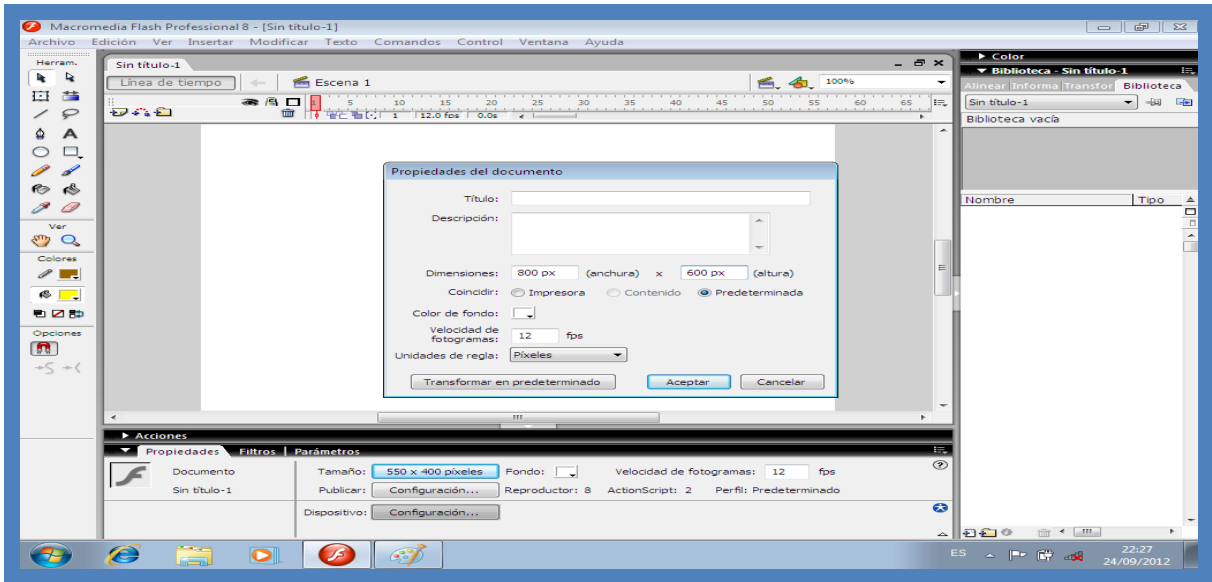 Macromedia Flash Professional 8 - [Sin título-1]
Archivo Edición Ver Insertar Modificar Texto Comandos Control Ventana Ayuda
Herram.
Ver
Colores
Opciones
Sin título-1
Línea de tiempo
Escena 1
100%
1 5 10 15 20 25 30 35 40 45 50 55 60 65
1 12.0 fps 0.0s
Propiedades del documento
Título:
Descripción:
Dimensiones: 800 px (anchura) x 600 px (altura)
Coincidir: Impresora Contenido Predeterminada
Color de fondo:
Velocidad de
fotogramas: 12 fps
Unidades de regla: Píxeles
Transformar en predeterminado Aceptar Cancelar
Acciones
Propiedades Filtros Parámetros
Documento
Sin título-1
Tamaño: 550 x 400 píxeles Fondo: Velocidad de fotogramas: 12 fps
Publicar: Configuración... Reproductor: 8 ActionScript: 2 Perfil: Predeterminado
Dispositivo: Configuración...
Color
Biblioteca - Sin título-1
Alinear Informa Transfor Biblioteca
Sin título-1
Biblioteca vacía
Nombre Tipo
ES
22:27
24/09/2012